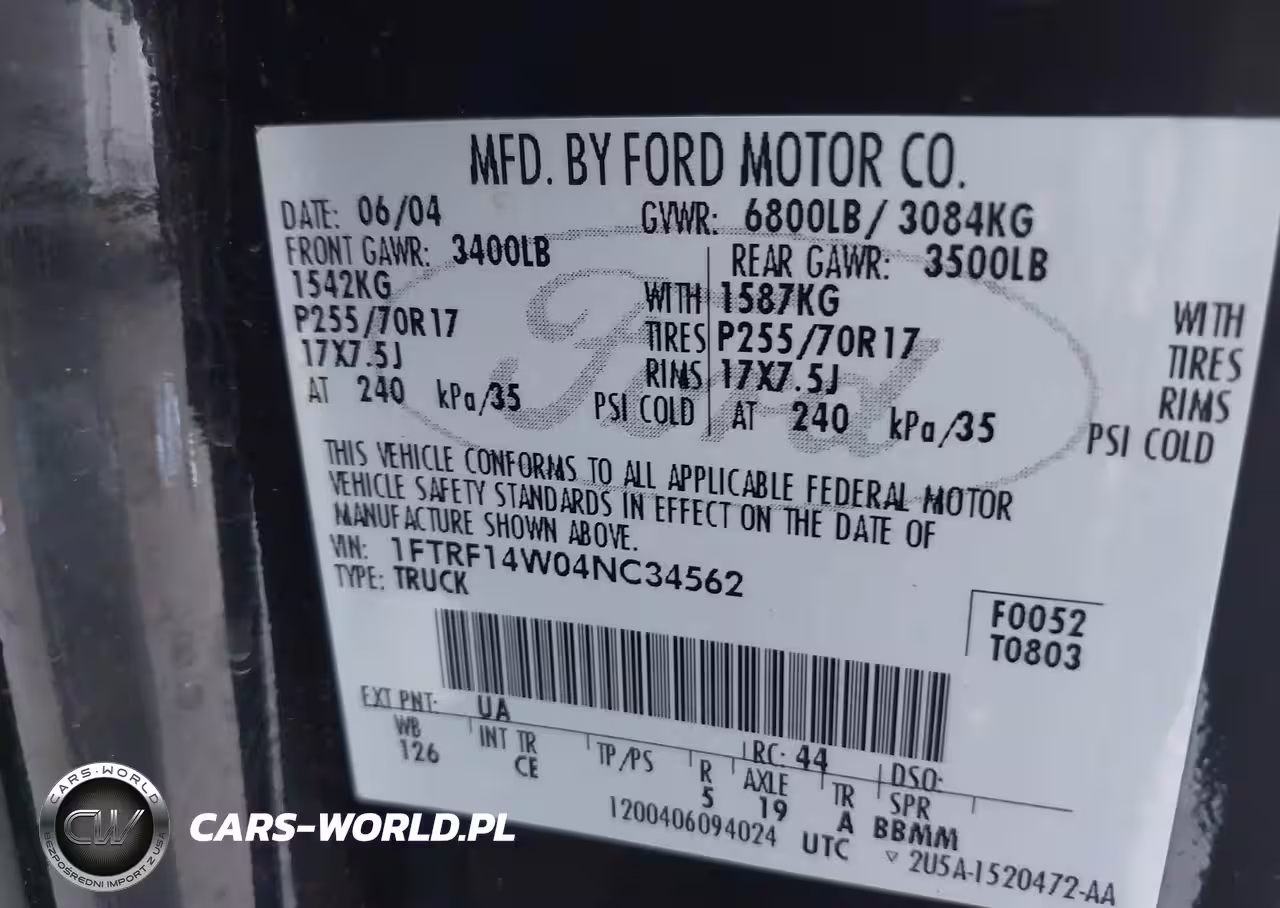 MFD. BY FORD MOTOR CO.
DATE: 06/04 GVWR: 6800LB/ 3084KG
FRONT GAWR: 3400LB REAR GAWR: 3500LB
1542KG WITH 1587KG WITH
P255/70R17 TIRES P255/70R17 TIRES
17X7.5J RIMS 17X7.5J RIMS
AT 240 kPa/35 PSI COLD AT 240 kPa/35 PSI COLD
Ford
THIS VEHICLE CONFORMS TO ALL APPLICABLE FEDERAL MOTOR
VEHICLE SAFETY STANDARDS IN EFFECT ON THE DATE OF
MANUFACTURE SHOWN ABOVE.
VIN: 1FTRF14W04NC34562
TYPE: TRUCK
F0052
T0803
EXT PNT: UA RC: 44 DSO:
WB INT TR TP/PS R AXLE TR SPR
126 CE 5 19 A BBMM
1200406094024 UTC ▽ 2U5A-1520472-AA
CARS-WORLD
CW
BEZPOŚREDNI IMPORT Z USA
CARS-WORLD.PL